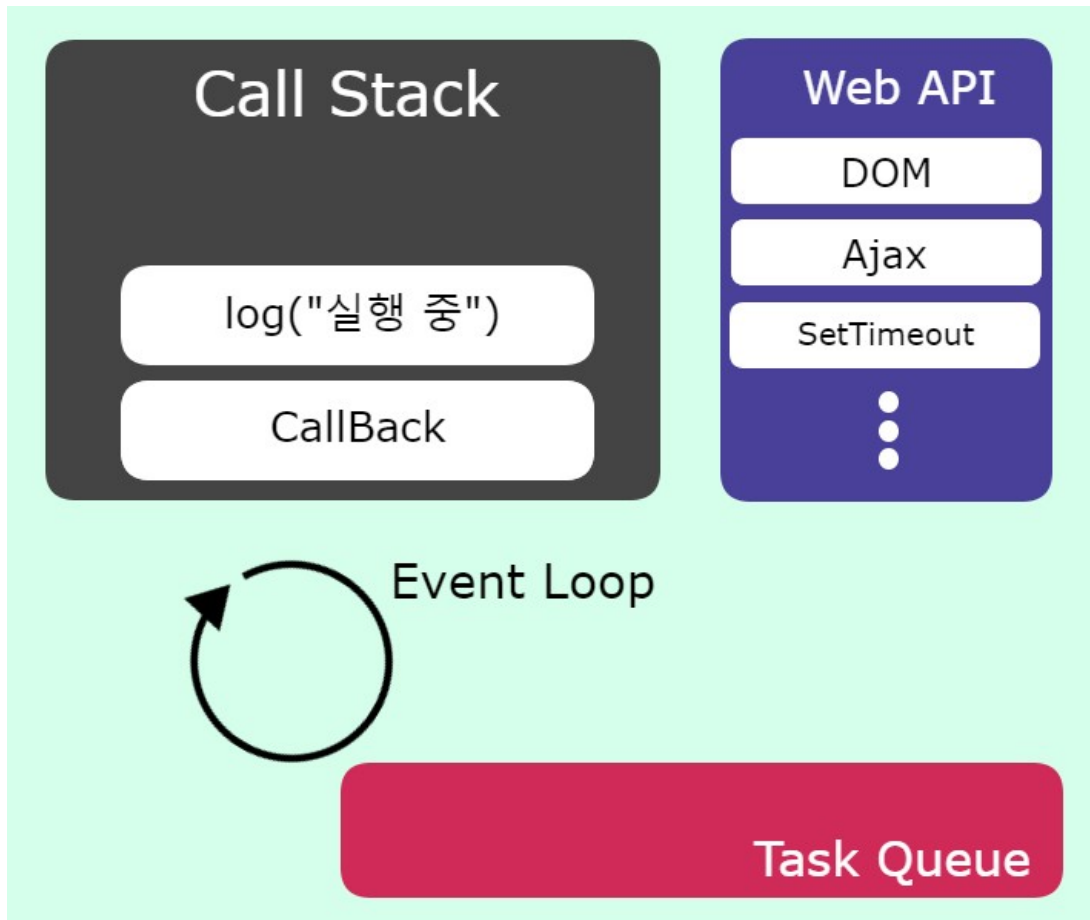 Call Stack
log("실행 중")
CallBack
Web API
DOM
Ajax
SetTimeout
Event Loop
Task Queue